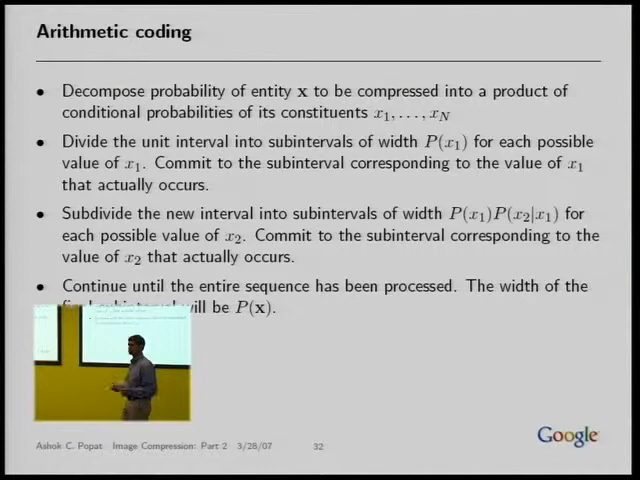 Arithmetic coding
• Decompose probability of entity x to be compressed into a product of
conditional probabilities of its constituents x₁, . . . , x_N
• Divide the unit interval into subintervals of width P(x₁) for each possible
value of x₁. Commit to the subinterval corresponding to the value of x₁
that actually occurs.
• Subdivide the new interval into subintervals of width P(x₁)P(x₂|x₁) for
each possible value of x₂. Commit to the subinterval corresponding to the
value of x₂ that actually occurs.
• Continue until the entire sequence has been processed. The width of the
will be P(x).
Ashok C. Popat Image Compression: Part 2 3/28/07 32
Google